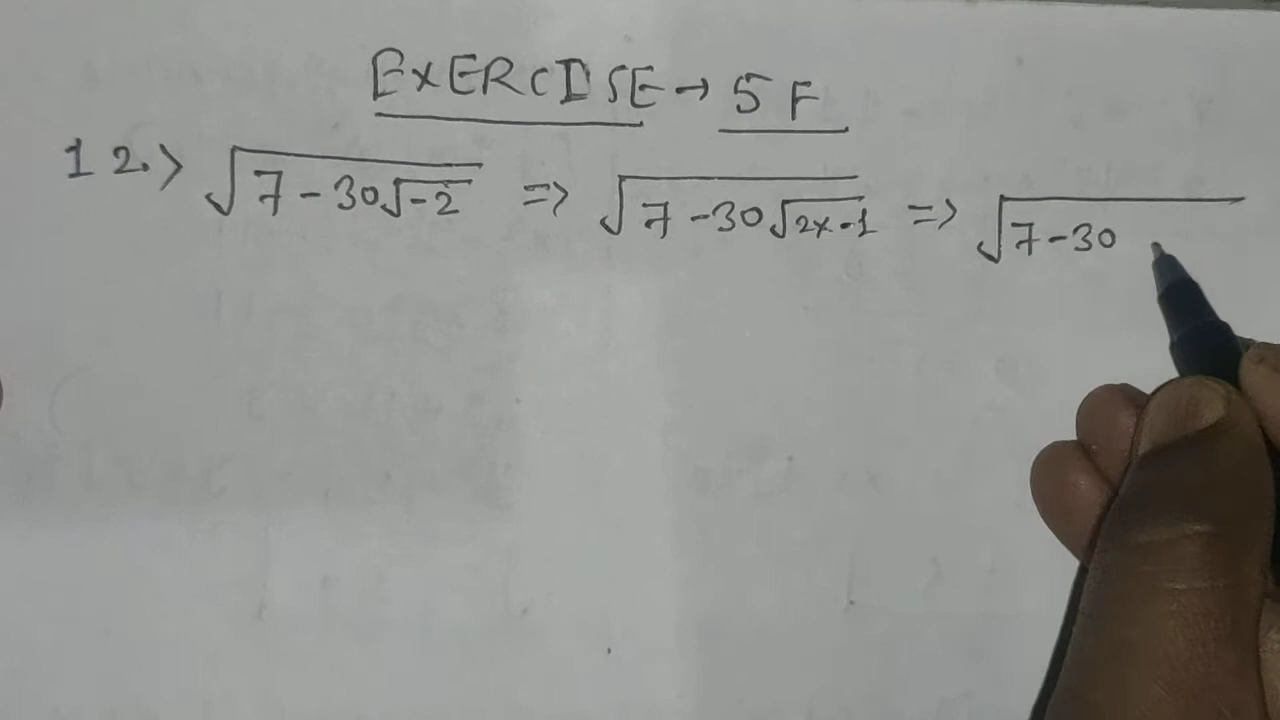 EXERCISE → 5 F
12.> √(7-30√-2) => √(7-30√(2x-1)) => √(7-30